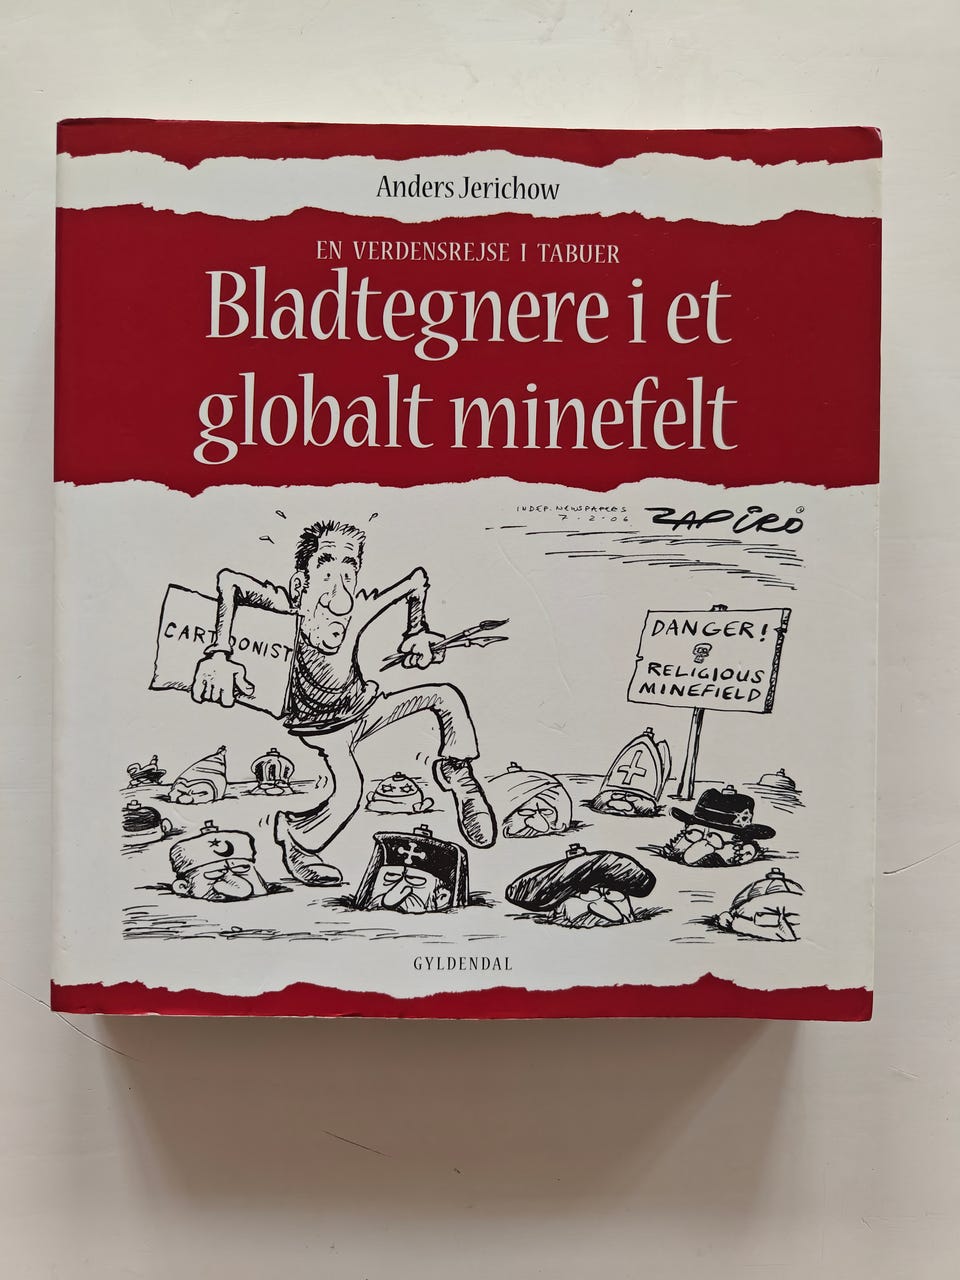 Anders Jerichow
EN VERDENSREJSE I TABUER
Bladtegnere i et
globalt minefelt
INDEP. NEWSPAPERS
7.2.06
ZAPIRO
CARTOONIST
DANGER!
RELIGIOUS
MINEFIELD
GYLDENDAL